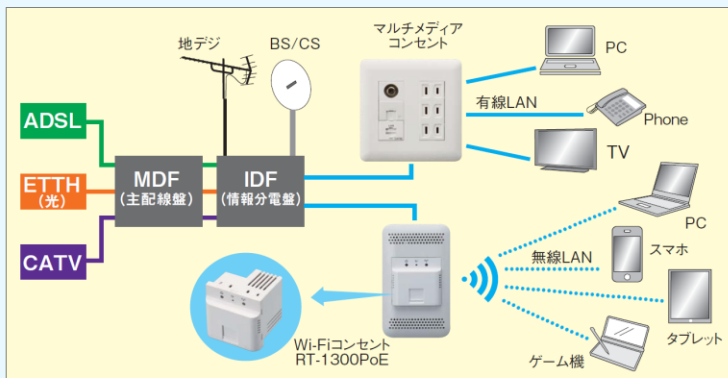 地デジ
BS/CS
マルチメディア
コンセント
PC
有線LAN
Phone
TV
ADSL
ETTH
(光)
CATV
MDF
(主配線盤)
IDF
(情報分電盤)
PC
スマホ
無線LAN
タブレット
ゲーム機
Wi-Fiコンセント
RT-1300PoE